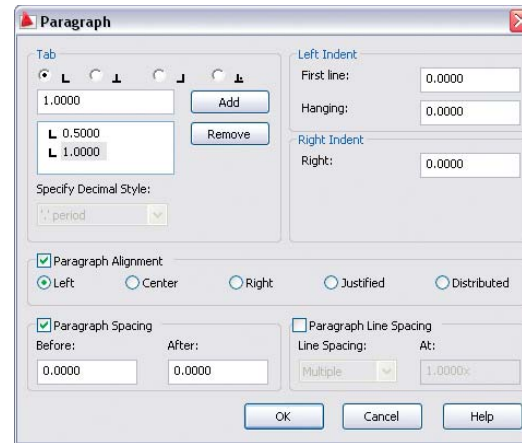 Paragraph
Tab
1.0000
Add
0.5000
1.0000
Remove
Specify Decimal Style:
'.' period
Left Indent
First line:
0.0000
Hanging:
0.0000
Right Indent
Right:
0.0000
Paragraph Alignment
Left
Center
Right
Justified
Distributed
Paragraph Spacing
Before:
After:
0.0000
0.0000
Paragraph Line Spacing
Line Spacing:
At:
Multiple
1.0000x
OK
Cancel
Help